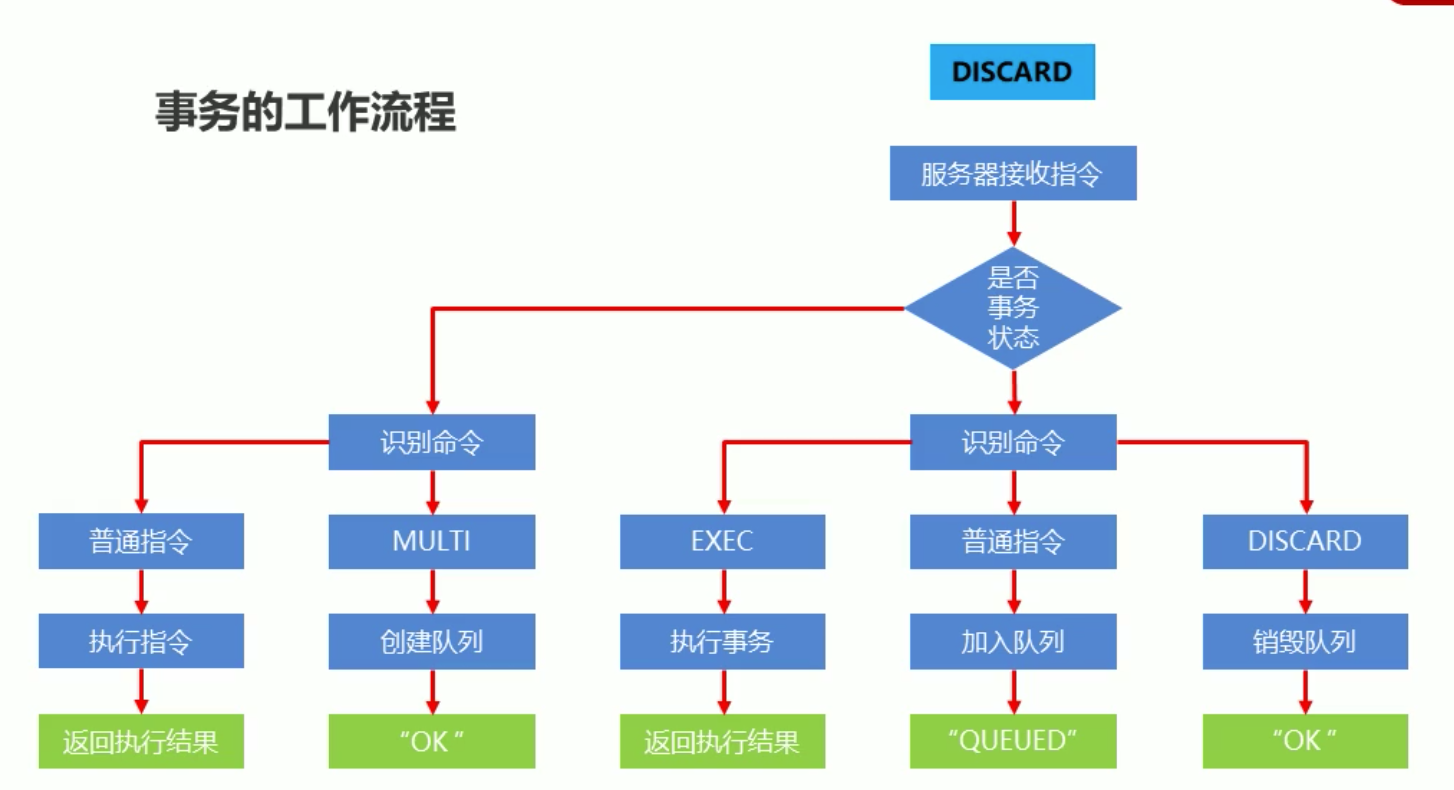 DISCARD
事务的工作流程
服务器接收指令
是否
事务
状态
识别命令
识别命令
普通指令
MULTI
EXEC
普通指令
DISCARD
执行指令
创建队列
执行事务
加入队列
销毁队列
返回执行结果
“OK”
返回执行结果
“QUEUED”
“OK”